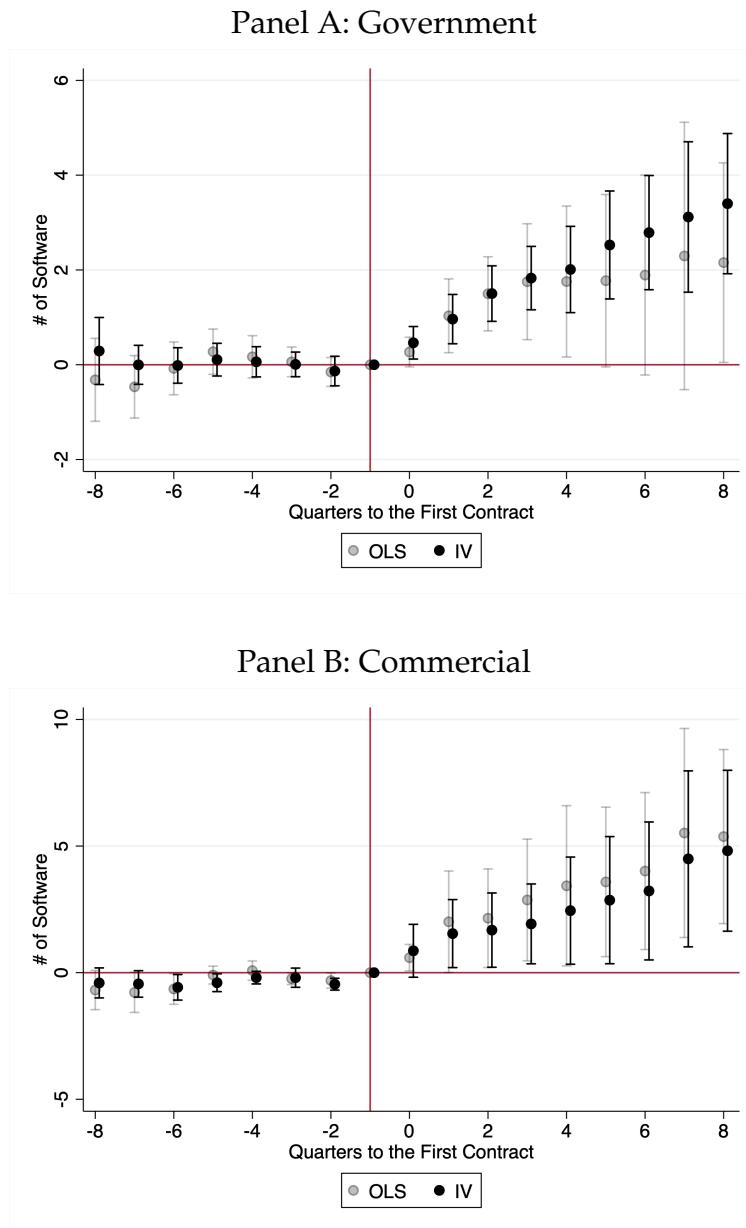 Panel A: Government
6
4
2
0
-2
# of Software
-8 -6 -4 -2 0 2 4 6 8
Quarters to the First Contract
OLS IV
Panel B: Commercial
10
5
0
-5
# of Software
-8 -6 -4 -2 0 2 4 6 8
Quarters to the First Contract
OLS IV